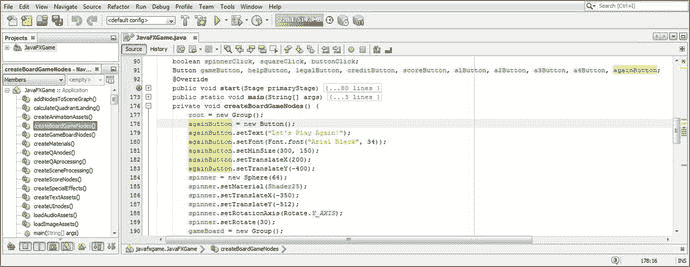 File Edit View Navigate Source Refactor Run Debug Profile Team Tools Window Help
Search (Ctrl+I)
<default config>
Projects
JavaFXGame
createBoardGameNodes() - Nav...
Members
<empty>
JavaFXGame :: Application
addNodesToSceneGraph()
calculateQuadrantLanding()
createAnimationAssets()
createBoardGameNodes()
createGameBoardNodes()
createMaterials()
createQAnodes()
createQAprocessing()
createSceneProcessing()
createScoreNodes()
createSpecialEffects()
createTextAssets()
createUInodes()
loadAudioAssets()
loadImageAssets()
main(String[] args)
JavaFXGame.java
Source History
90 boolean spinnerClick, squareClick, buttonClick;
91 Button gameButton, helpButton, legalButton, creditButton, scoreButton, a1Button, a2Button, a3Button, a4Button, againButton;
92 @Override
93 public void start(Stage primaryStage) {...80 lines }
173 public static void main(String[] args) {...3 lines }
176 private void createBoardGameNodes() {
177 root = new Group();
178 againButton = new Button();
179 againButton.setText("Let's Play Again!");
180 againButton.setFont(Font.font("Arial Black", 34));
181 againButton.setMinSize(300, 150);
182 againButton.setTranslateX(200);
183 againButton.setTranslateY(-400);
184 spinner = new Sphere(64);
185 spinner.setMaterial(Shader25);
186 spinner.setTranslateX(-350);
187 spinner.setTranslateY(-512);
188 spinner.setRotationAxis(Rotate.Y_AXIS);
189 spinner.setRotate(30);
190 gameBoard = new Group();
javafxgame.JavaFXGame
createBoardGameNodes
178:16
INS